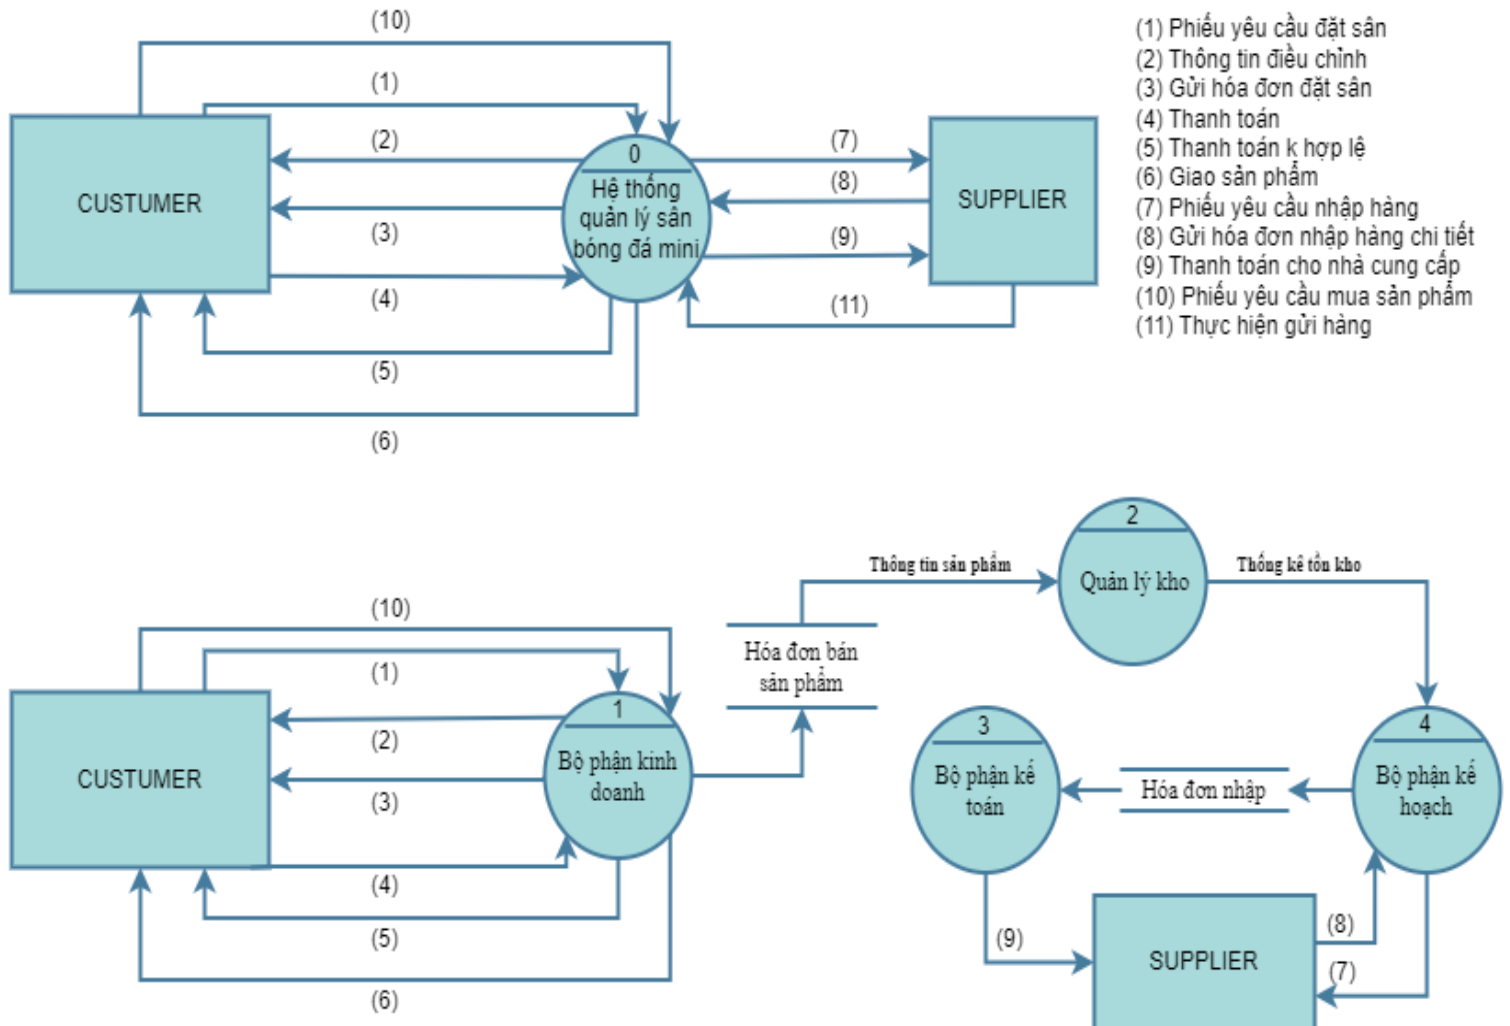 (10)
(1)
(2)
(3)
(4)
(5)
(6)
CUSTUMER
0
Hệ thống
quản lý sân
bóng đá mini
(7)
(8)
(9)
(11)
SUPPLIER
(1) Phiếu yêu cầu đặt sân
(2) Thông tin điều chỉnh
(3) Gửi hóa đơn đặt sân
(4) Thanh toán
(5) Thanh toán k hợp lệ
(6) Giao sản phẩm
(7) Phiếu yêu cầu nhập hàng
(8) Gửi hóa đơn nhập hàng chi tiết
(9) Thanh toán cho nhà cung cấp
(10) Phiếu yêu cầu mua sản phẩm
(11) Thực hiện gửi hàng
(10)
(1)
(2)
(3)
(4)
(5)
(6)
CUSTUMER
1
Bộ phận kinh
doanh
Hóa đơn bán
sản phẩm
Thông tin sản phẩm
2
Quản lý kho
Thống kê tồn kho
3
Bộ phận kế
toán
Hóa đơn nhập
4
Bộ phận kế
hoạch
(9)
SUPPLIER
(8)
(7)